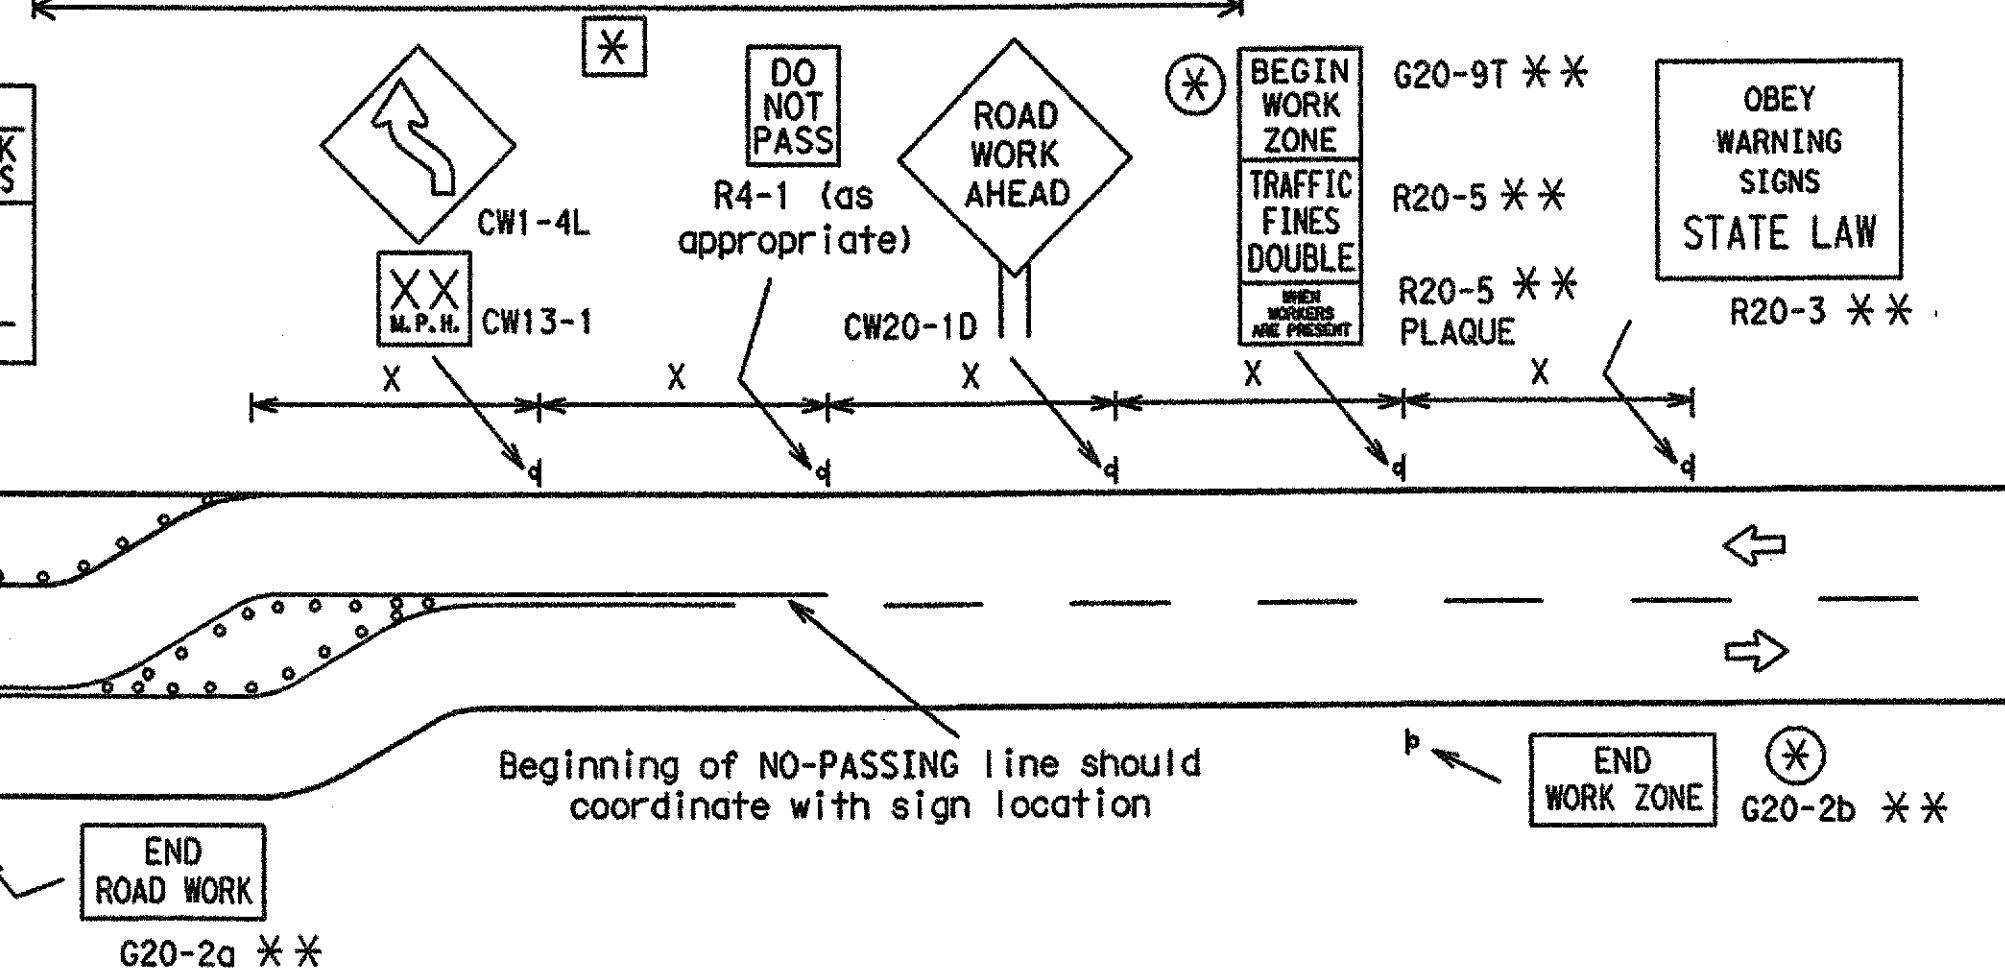 *
K
S
CW1-4L
XX
M.P.H.
CW13-1
DO
NOT
PASS
R4-1 (as
appropriate)
ROAD
WORK
AHEAD
CW20-1D
*
BEGIN
WORK
ZONE
TRAFFIC
FINES
DOUBLE
WHEN
WORKERS
ARE PRESENT
G20-9T * *
R20-5 * *
R20-5 * *
PLAQUE
OBEY
WARNING
SIGNS
STATE LAW
R20-3 * *
X
X
X
X
X
Beginning of NO-PASSING line should
coordinate with sign location
END
WORK ZONE
*
G20-2b * *
END
ROAD WORK
G20-2a * *